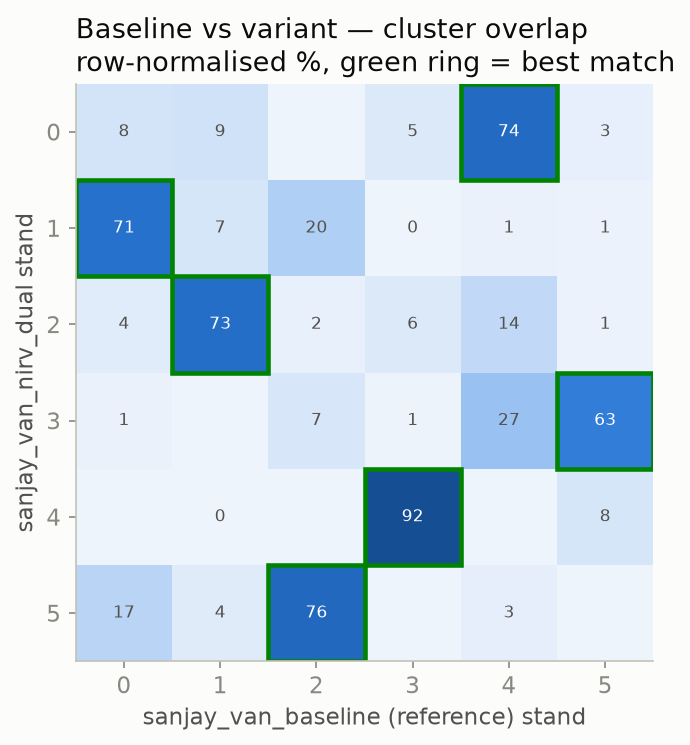 Baseline vs variant — cluster overlap
row-normalised %, green ring = best match
0 8 9 5 74 3
1 71 7 20 0 1 1
2 4 73 2 6 14 1
3 1 7 1 27 63
4 0 92 8
5 17 4 76 3
0 1 2 3 4 5
sanjay_van_nirv_dual stand
sanjay_van_baseline (reference) stand